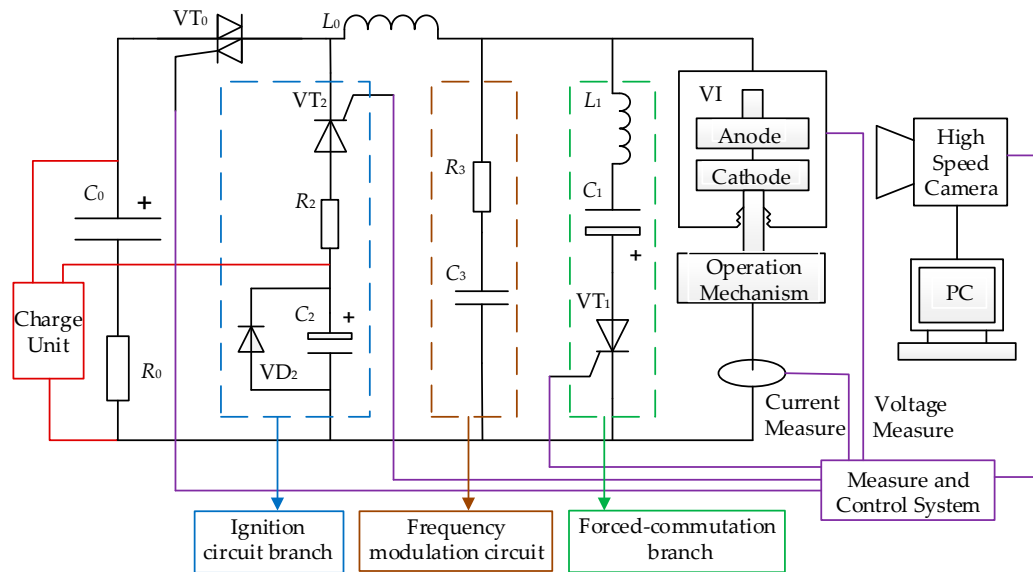 VT0
L0
VT2
R2
C2
+
VD2
C0
+
Charge
Unit
R0
R3
C3
L1
C1
+
VT1
VI
Anode
Cathode
Operation
Mechanism
High
Speed
Camera
PC
Current
Measure
Voltage
Measure
Measure and
Control System
Ignition
circuit branch
Frequency
modulation circuit
Forced-commutation
branch